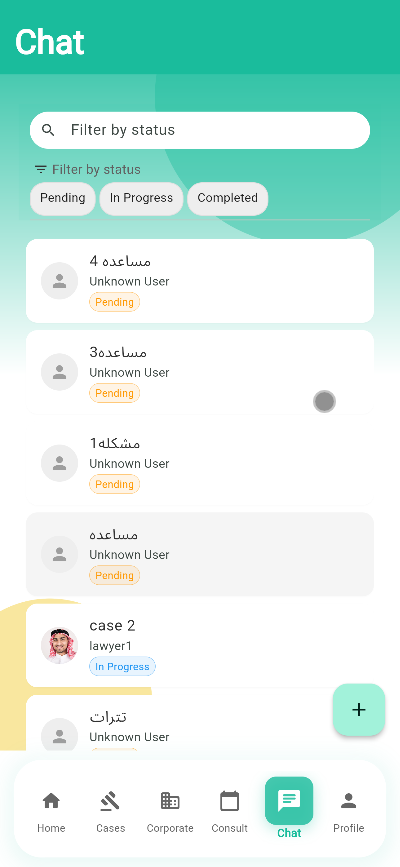 Chat
Filter by status
Filter by status
Pending
In Progress
Completed
مساعده 4
Unknown User
Pending
مساعده3
Unknown User
Pending
مشكله1
Unknown User
Pending
مساعده
Unknown User
Pending
case 2
lawyer1
In Progress
تترات
Unknown User
Home
Cases
Corporate
Consult
Chat
Profile